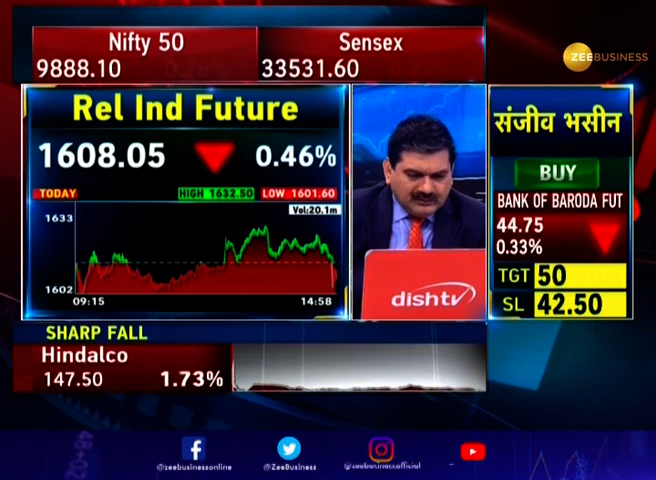 Nifty 50
9888.10
Sensex
33531.60
ZEEBUSINESS
Rel Ind Future
1608.05 0.46%
TODAY HIGH 1632.50 LOW 1601.60
Vol:20.1m
1633
1602
09:15 14:58
dishtv
संजीव भसीन
BUY
BANK OF BARODA FUT
44.75
0.33%
TGT 50
SL 42.50
SHARP FALL
Hindalco
147.50 1.73%
@zeebusinessonline @ZeeBusiness @zeebusinessofficial